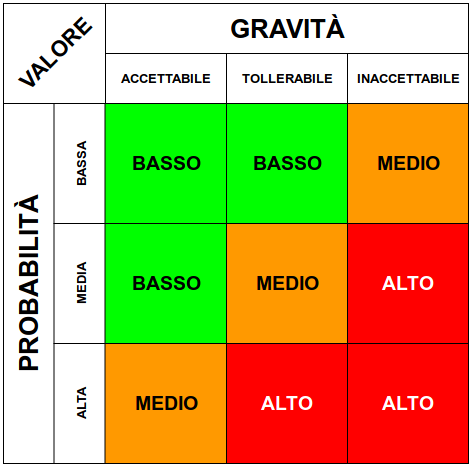 VALORE
GRAVITÀ
ACCETTABILE
TOLLERABILE
INACCETTABILE
PROBABILITÀ
BASSA
BASSO
BASSO
MEDIO
MEDIA
BASSO
MEDIO
ALTO
ALTA
MEDIO
ALTO
ALTO